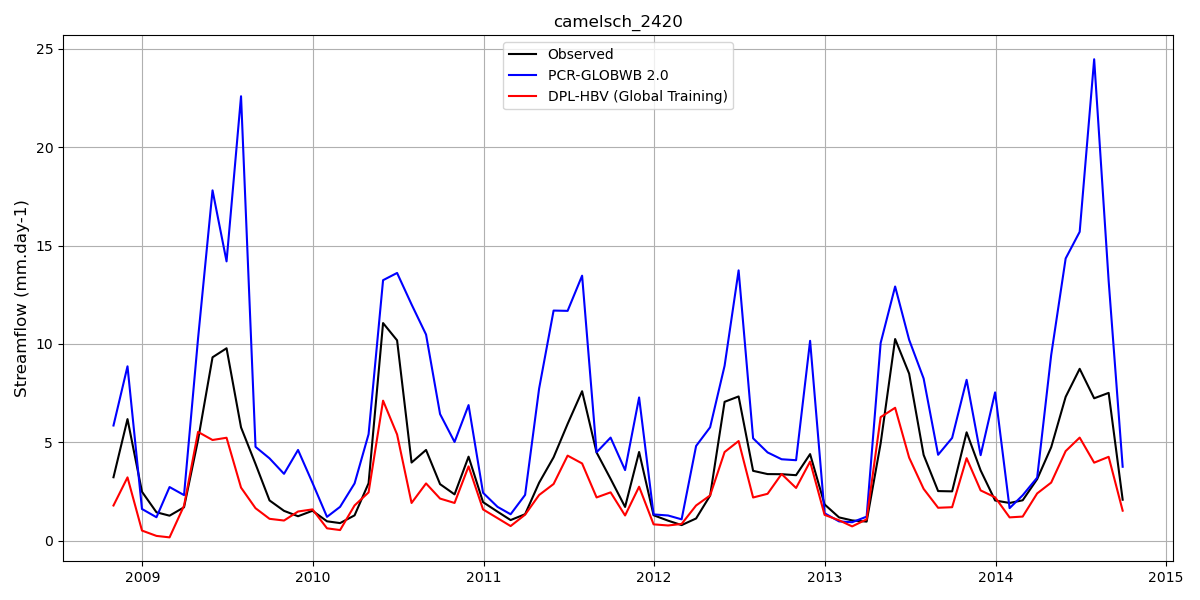 camelsch_2420
Observed
PCR-GLOBWB 2.0
DPL-HBV (Global Training)
Streamflow (mm.day-1)
25
20
15
10
5
0
2009 2010 2011 2012 2013 2014 2015